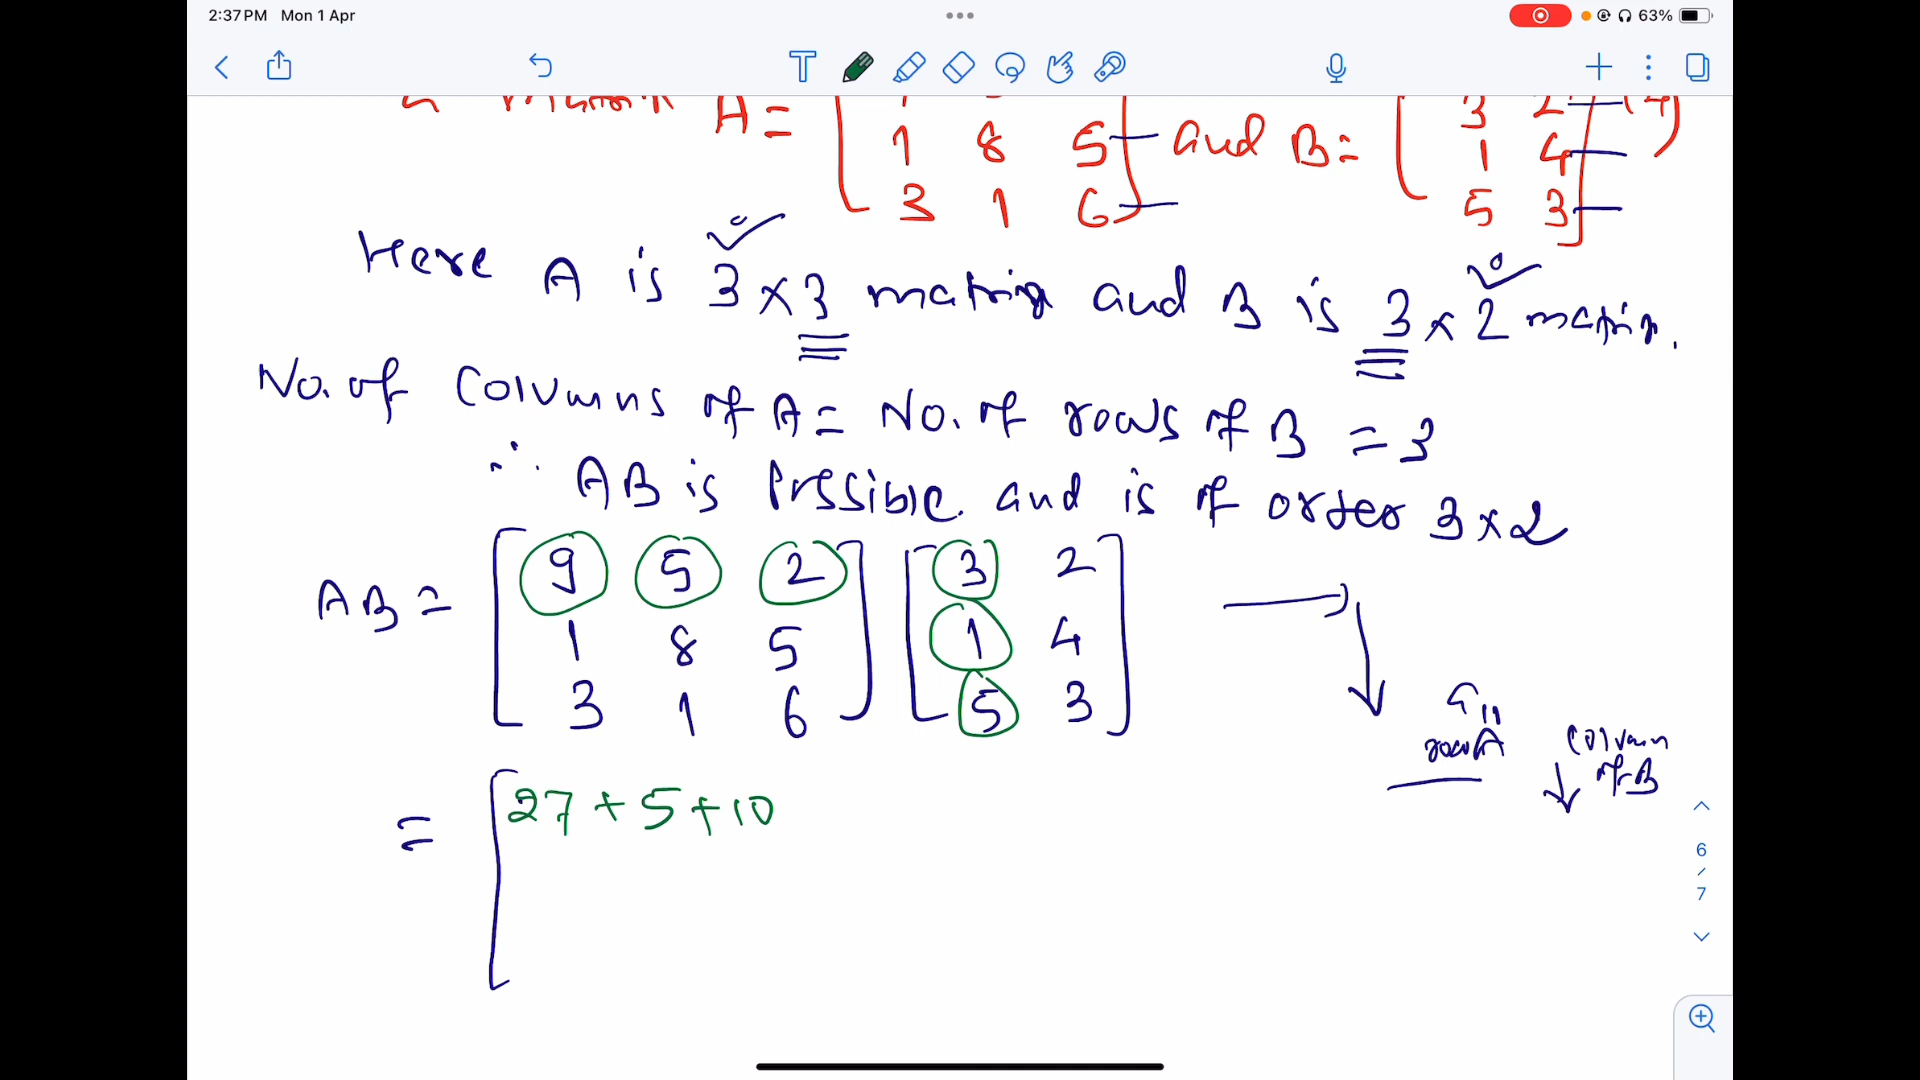 2:37 PM Mon 1 Apr 63%
A = [ and B = [ 3 2 (4)
1 8 5 1 4
3 1 6 5 3
Here A is 3×3 matrix and B is 3×2 matrix.
No. of Columns of A = No. of rows of B = 3
∴ AB is Possible and is of order 3×2
AB = [ 9 5 2 ] [ 3 2 ]
1 8 5 1 4
3 1 6 5 3
a11
row A column
of B
= [ 27 + 5 + 10
6
/
7